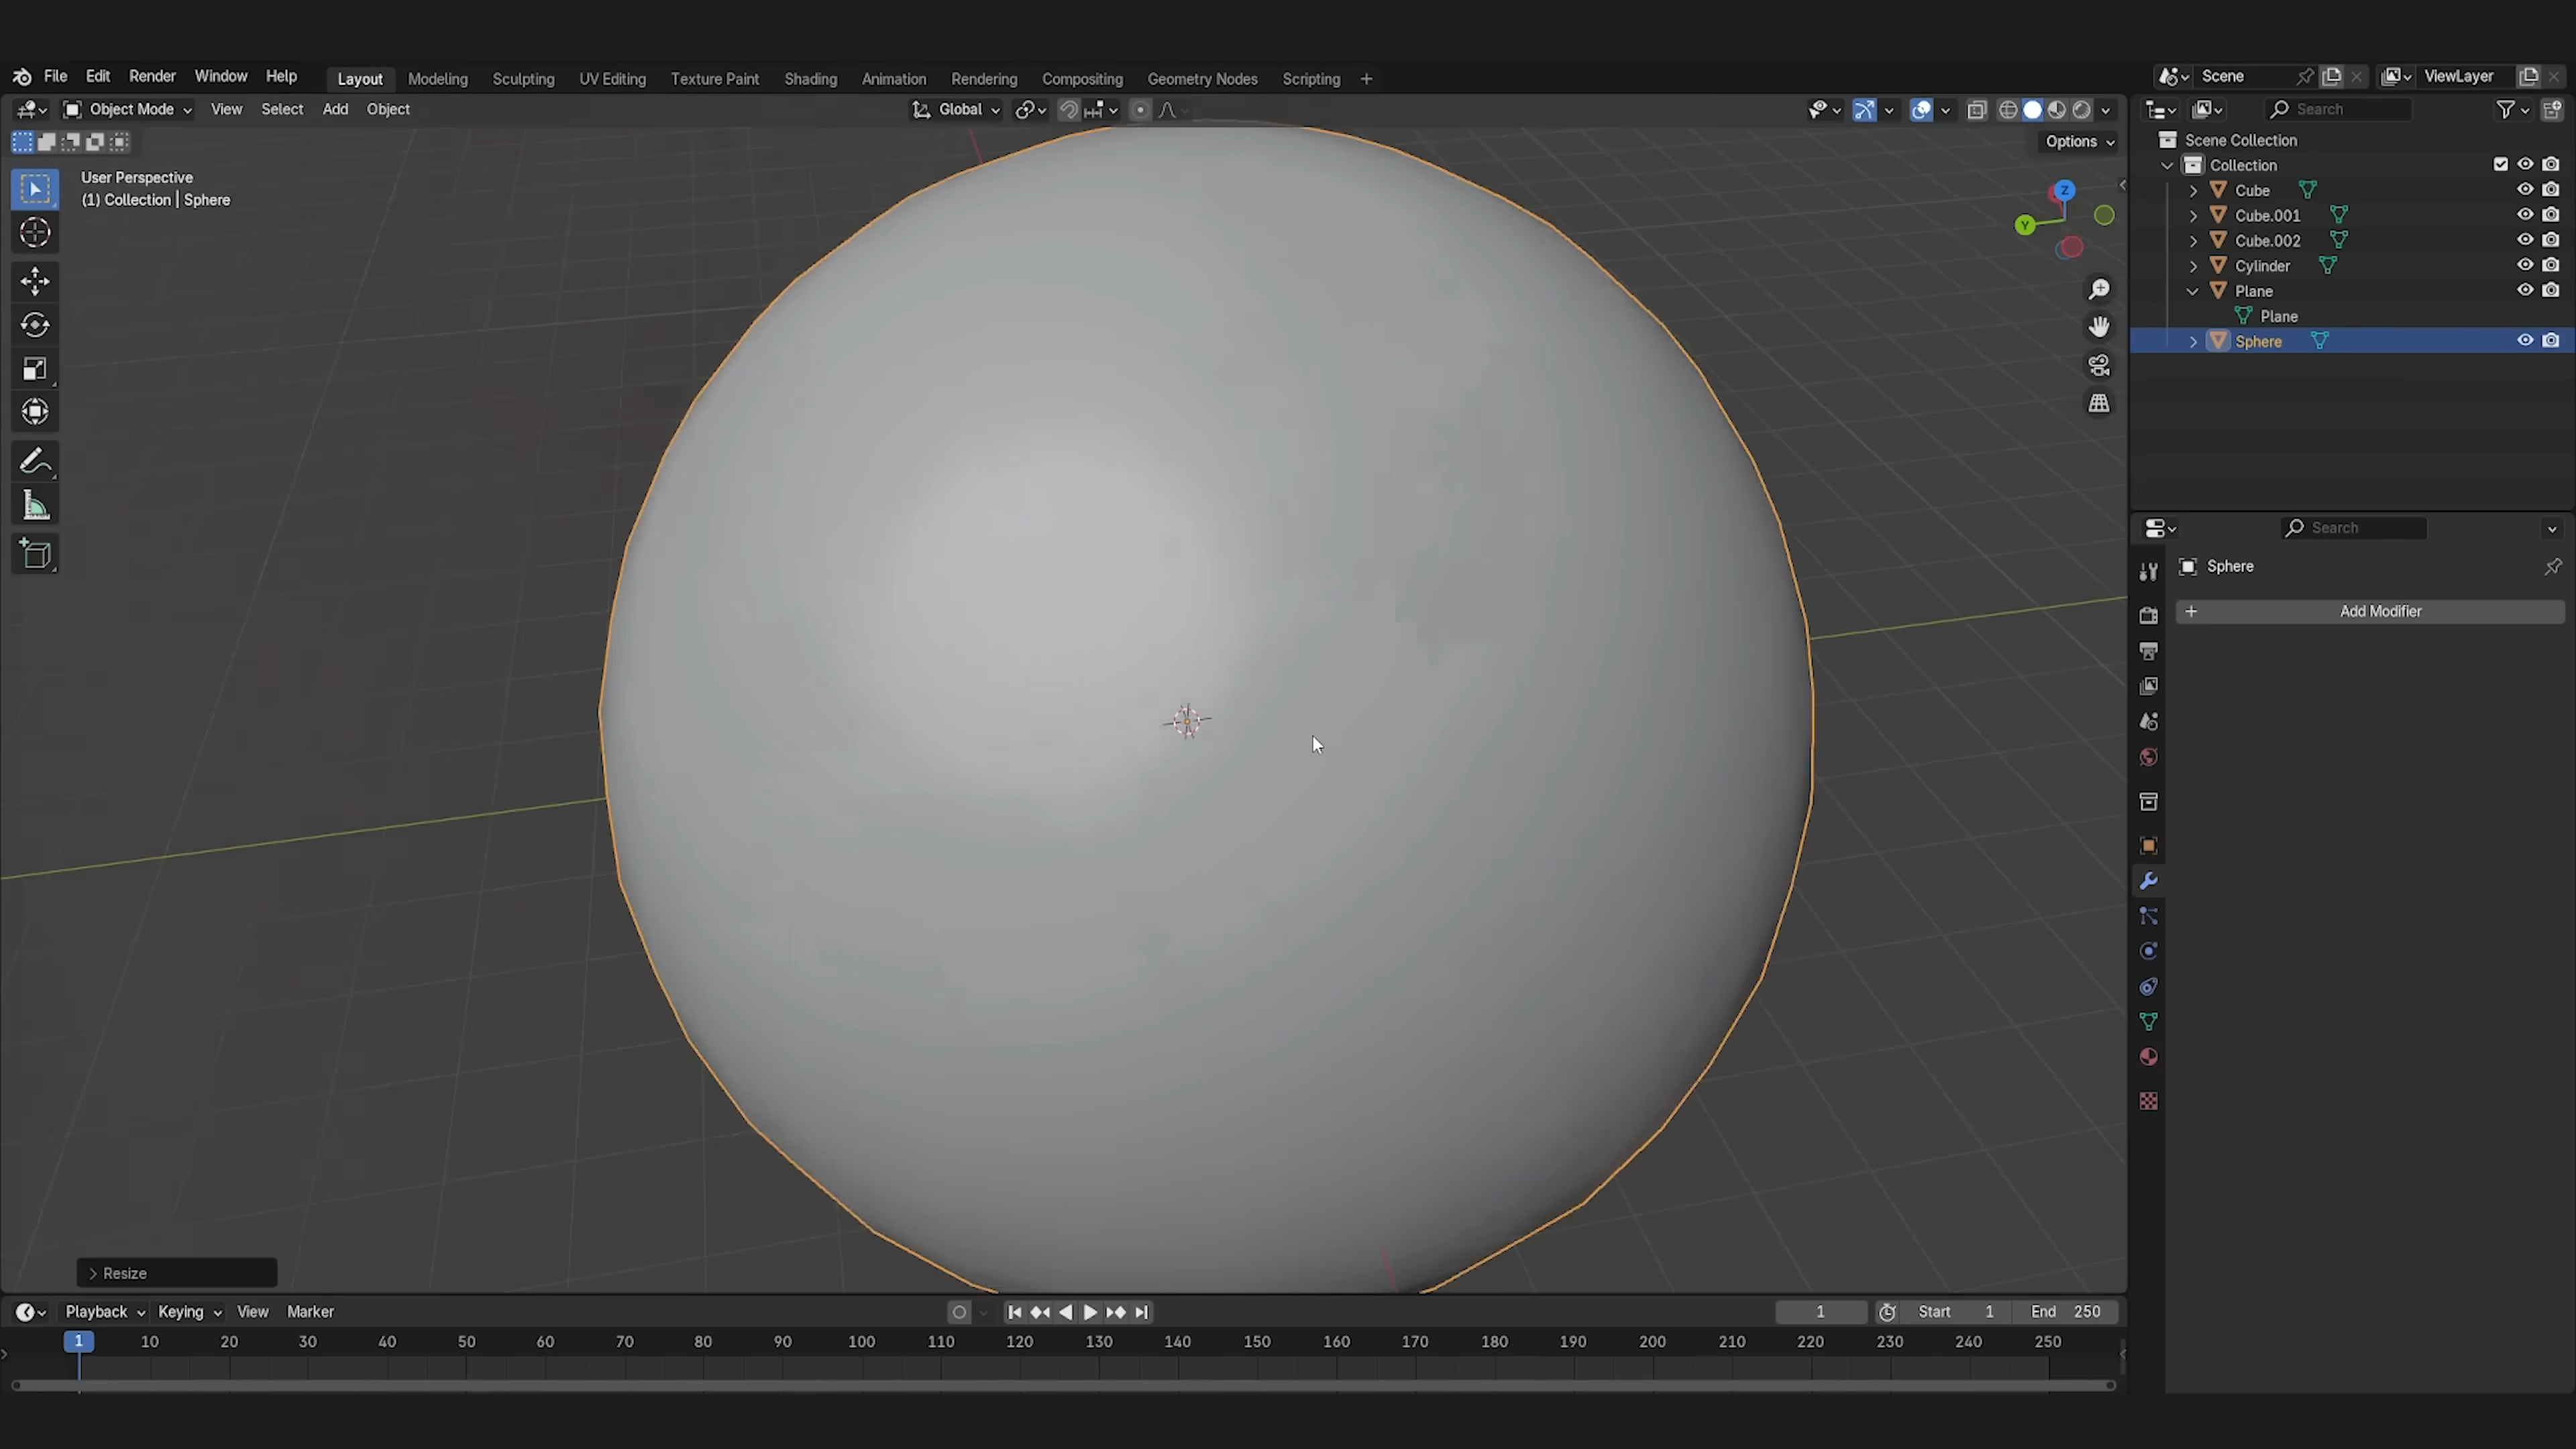 File Edit Render Window Help Layout Modeling Sculpting UV Editing Texture Paint Shading Animation Rendering Compositing Geometry Nodes Scripting + Scene ViewLayer
Object Mode View Select Add Object Global Search
Options
User Perspective
(1) Collection | Sphere
Z
Y
Scene Collection
Collection
Cube
Cube.001
Cube.002
Cylinder
Plane
Plane
Sphere
Search
Sphere
+ Add Modifier
> Resize
Playback Keying View Marker 1 Start 1 End 250
1 10 20 30 40 50 60 70 80 90 100 110 120 130 140 150 160 170 180 190 200 210 220 230 240 250